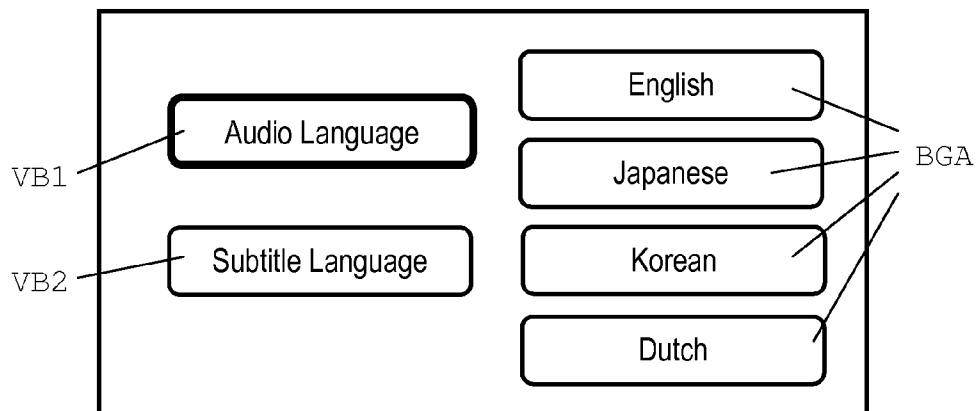 English
Audio Language
VB1
Japanese
BGA
Subtitle Language
VB2
Korean
Dutch